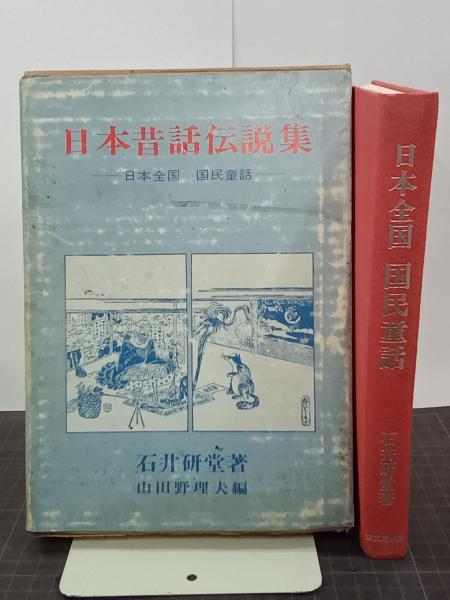 日本昔話伝説集
日本全国 国民童話
石井研堂著
山田野理夫編
日本全国 国民童話
石井研堂著